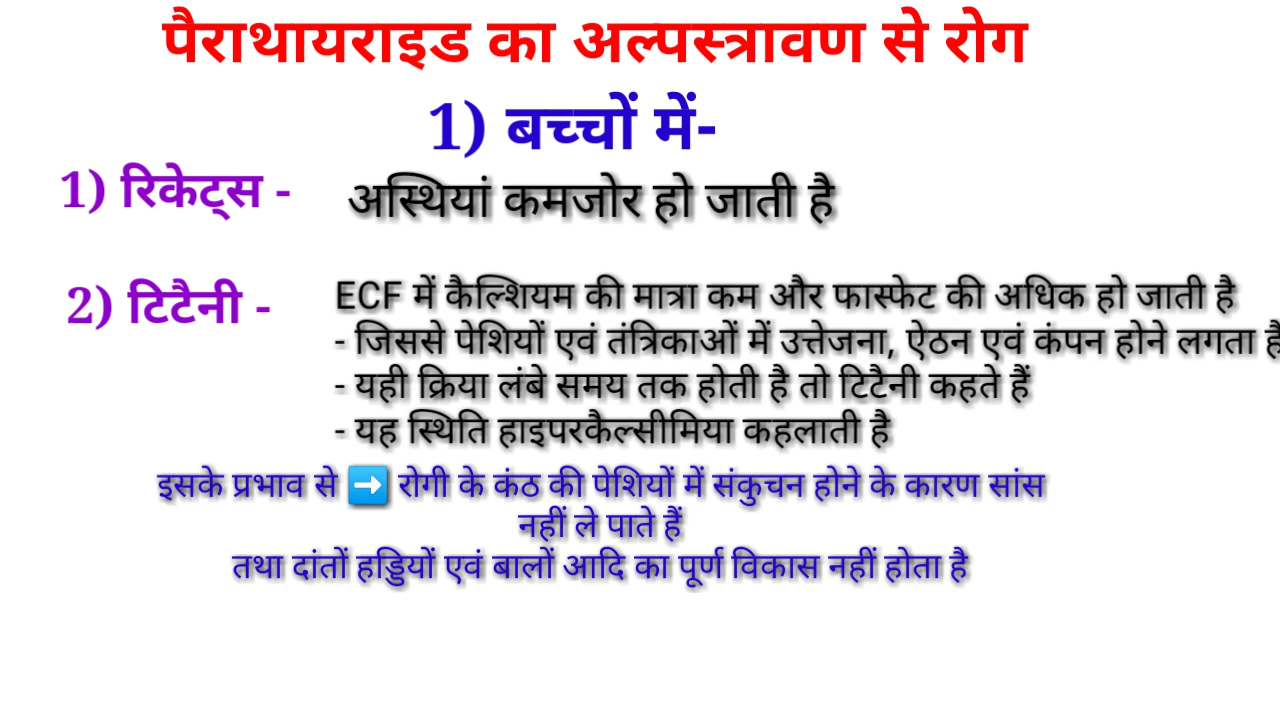 पैराथायराइड का अल्पस्त्रावण से रोग
1) बच्चों में-
1) रिकेट्स - अस्थियां कमजोर हो जाती है
2) टिटैनी - ECF में कैल्शियम की मात्रा कम और फास्फेट की अधिक हो जाती है
- जिससे पेशियों एवं तंत्रिकाओं में उत्तेजना, ऐठन एवं कंपन होने लगता है
- यही क्रिया लंबे समय तक होती है तो टिटैनी कहते हैं
- यह स्थिति हाइपरकैल्सीमिया कहलाती है
इसके प्रभाव से ➡️ रोगी के कंठ की पेशियों में संकुचन होने के कारण सांस
नहीं ले पाते हैं
तथा दांतों हड्डियों एवं बालों आदि का पूर्ण विकास नहीं होता है